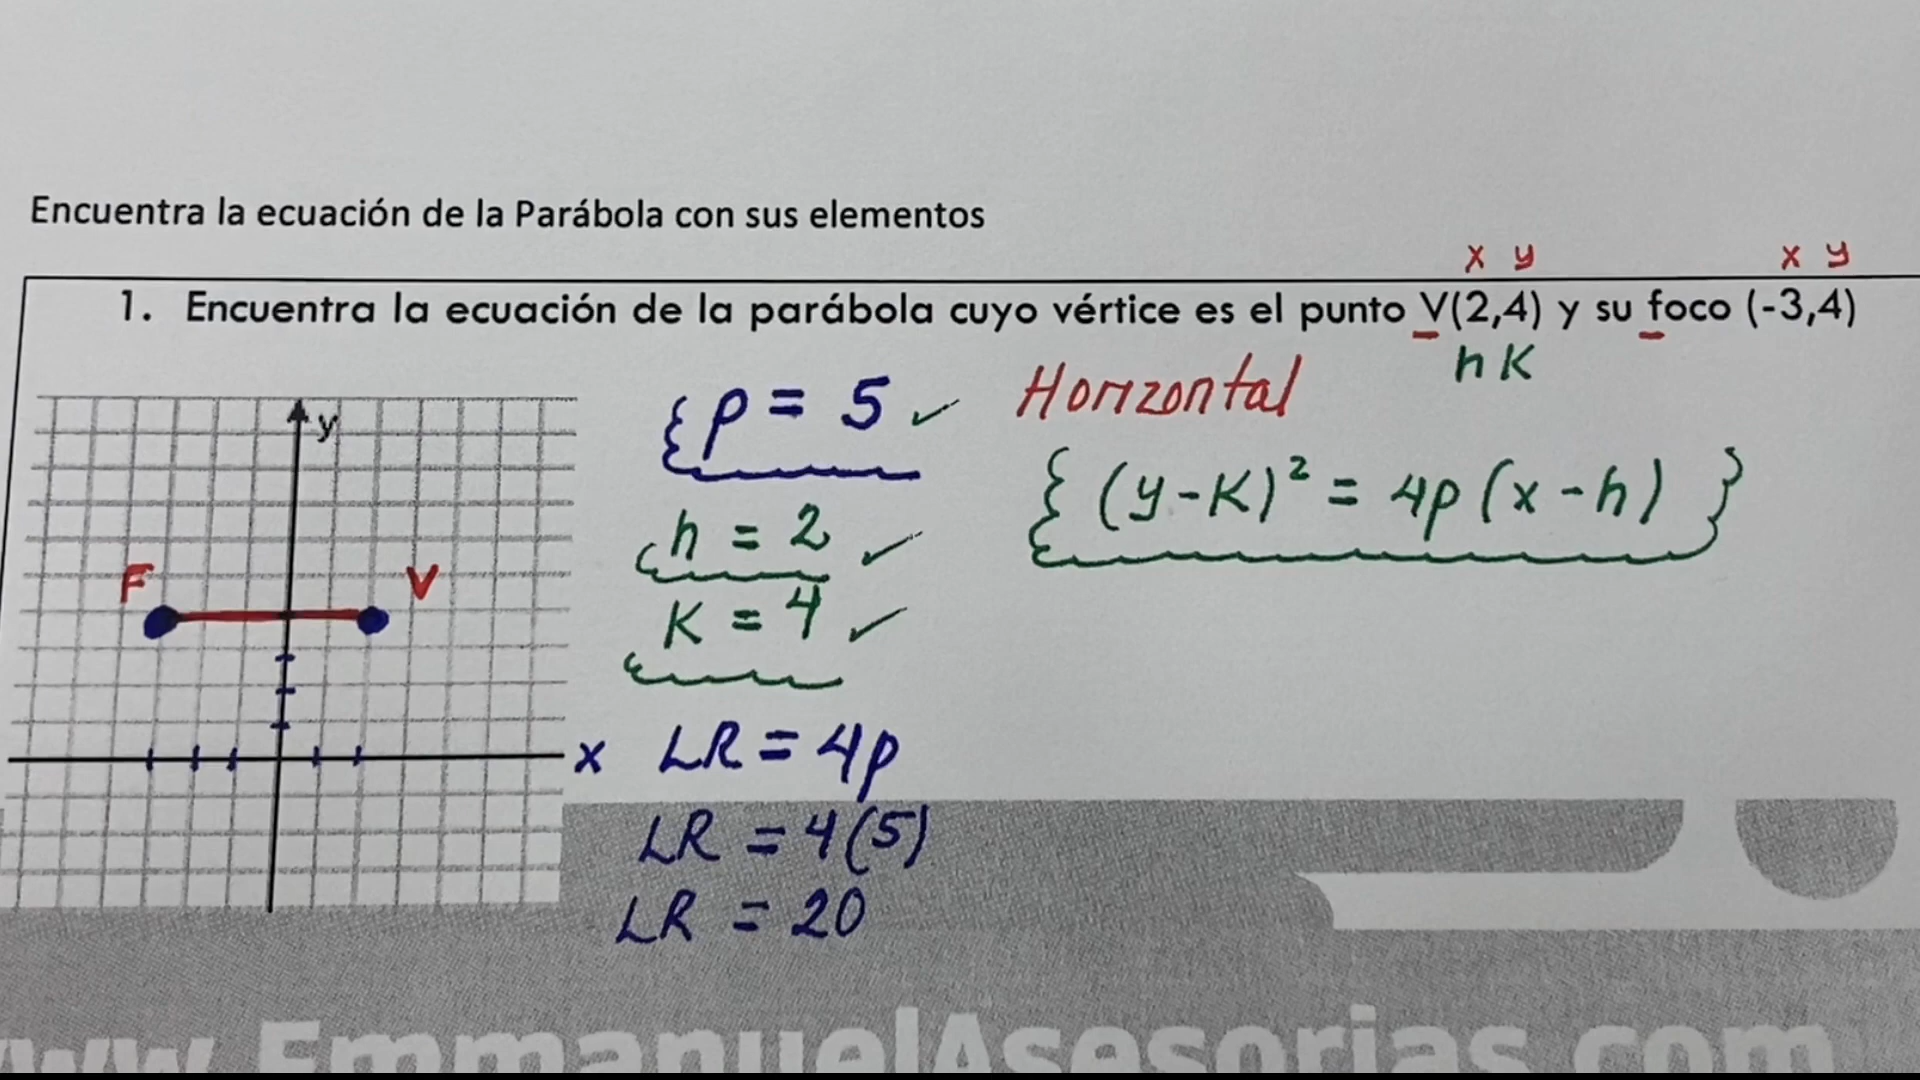 Encuentra la ecuación de la Parábola con sus elementos
x y x y
1. Encuentra la ecuación de la parábola cuyo vértice es el punto V(2,4) y su foco (-3,4)
h K
{ p = 5 ✓ Horizontal
y
{ (y-K)² = 4p (x-h) }
h = 2 ✓
F V
K = 4 ✓
x
LR = 4p
LR = 4(5)
LR = 20
www.EmmanuelAsesorias.com